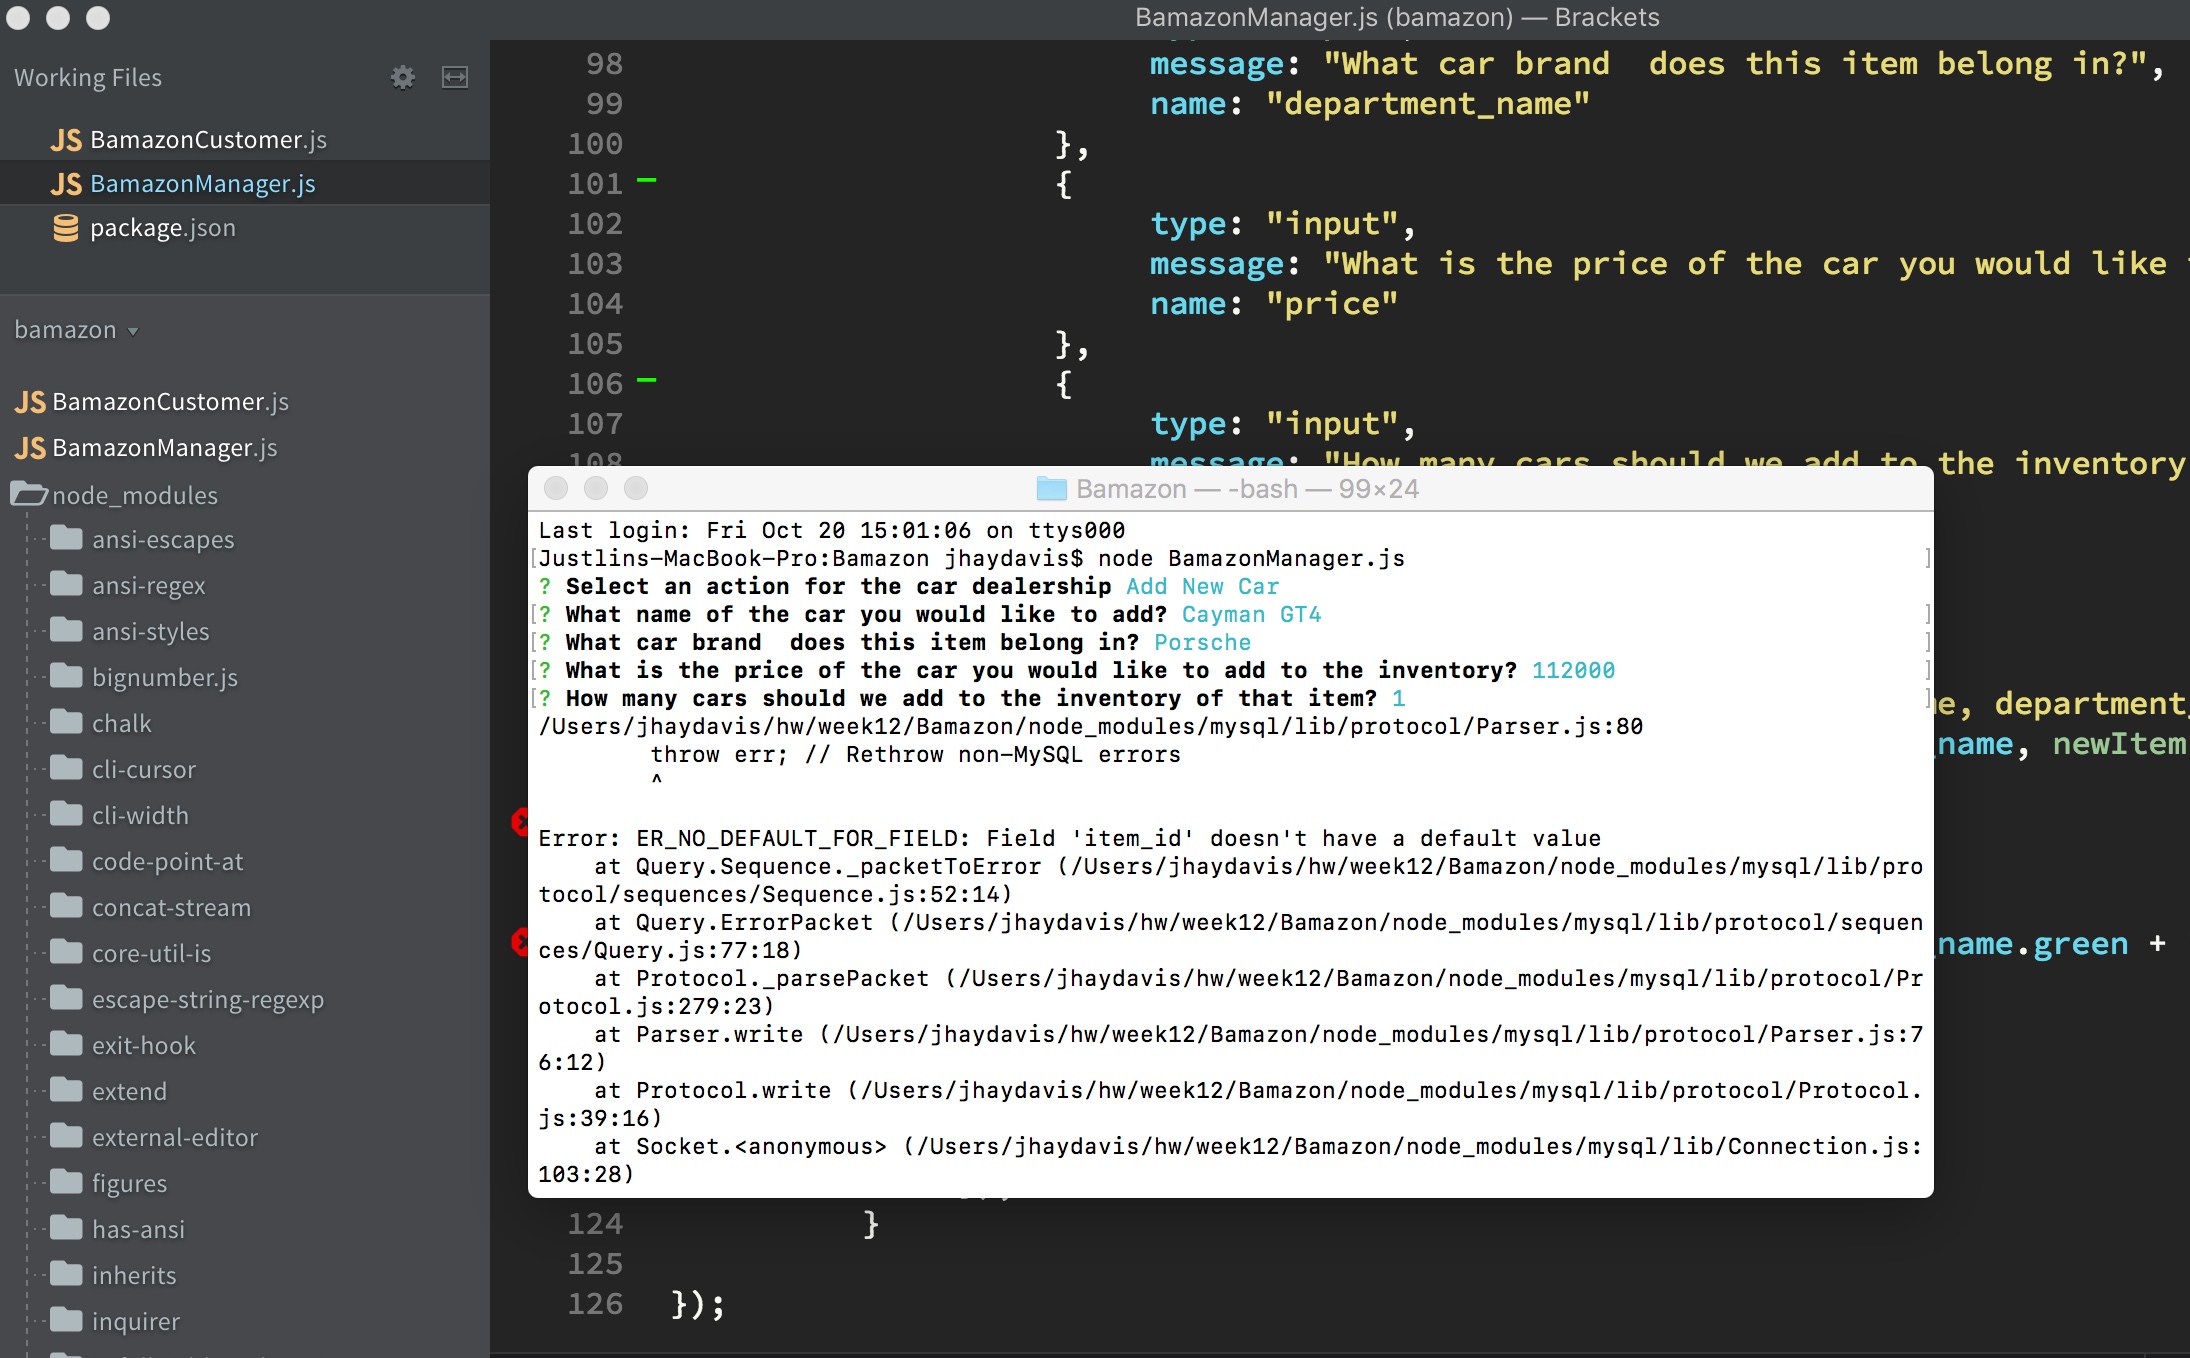 BamazonManager.js (bamazon) — Brackets
Working Files
JS BamazonCustomer.js
JS BamazonManager.js
package.json
bamazon
JS BamazonCustomer.js
JS BamazonManager.js
node_modules
ansi-escapes
ansi-regex
ansi-styles
bignumber.js
chalk
cli-cursor
cli-width
code-point-at
concat-stream
core-util-is
escape-string-regexp
exit-hook
extend
external-editor
figures
has-ansi
inherits
inquirer
98 message: "What car brand  does this item belong in?",
99 name: "department_name"
100 },
101 {
102 type: "input",
103 message: "What is the price of the car you would like
104 name: "price"
105 },
106 {
107 type: "input",
108 message: "How many cars should we add to the inventory
Bamazon — -bash — 99×24
Last login: Fri Oct 20 15:01:06 on ttys000
[Justlins-MacBook-Pro:Bamazon jhaydavis$ node BamazonManager.js ]
? Select an action for the car dealership Add New Car
[? What name of the car you would like to add? Cayman GT4 ]
[? What car brand  does this item belong in? Porsche ]
[? What is the price of the car you would like to add to the inventory? 112000 ]
[? How many cars should we add to the inventory of that item? 1 ]
/Users/jhaydavis/hw/week12/Bamazon/node_modules/mysql/lib/protocol/Parser.js:80
throw err; // Rethrow non-MySQL errors
^
Error: ER_NO_DEFAULT_FOR_FIELD: Field 'item_id' doesn't have a default value
at Query.Sequence._packetToError (/Users/jhaydavis/hw/week12/Bamazon/node_modules/mysql/lib/pro
tocol/sequences/Sequence.js:52:14)
at Query.ErrorPacket (/Users/jhaydavis/hw/week12/Bamazon/node_modules/mysql/lib/protocol/sequen
ces/Query.js:77:18)
at Protocol._parsePacket (/Users/jhaydavis/hw/week12/Bamazon/node_modules/mysql/lib/protocol/Pr
otocol.js:279:23)
at Parser.write (/Users/jhaydavis/hw/week12/Bamazon/node_modules/mysql/lib/protocol/Parser.js:7
6:12)
at Protocol.write (/Users/jhaydavis/hw/week12/Bamazon/node_modules/mysql/lib/protocol/Protocol.
js:39:16)
at Socket.<anonymous> (/Users/jhaydavis/hw/week12/Bamazon/node_modules/mysql/lib/Connection.js:
103:28)
e, department_
name, newItem
name.green +
124 }
125
126 });